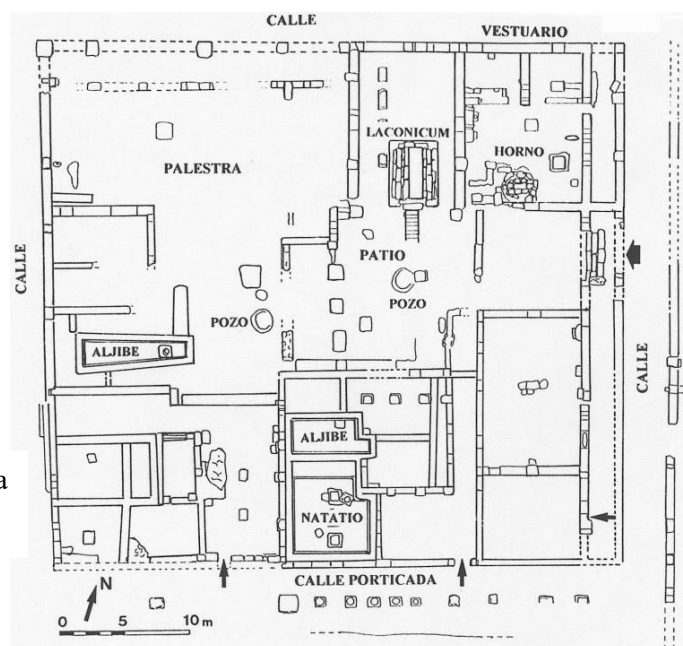 CALLE
VESTUARIO
LACONICUM
PALESTRA
HORNO
CALLE
PATIO
POZO
POZO
ALJIBE
CALLE
ALJIBE
a
NATATIO
CALLE PORTICADA
N
0 5 10 m